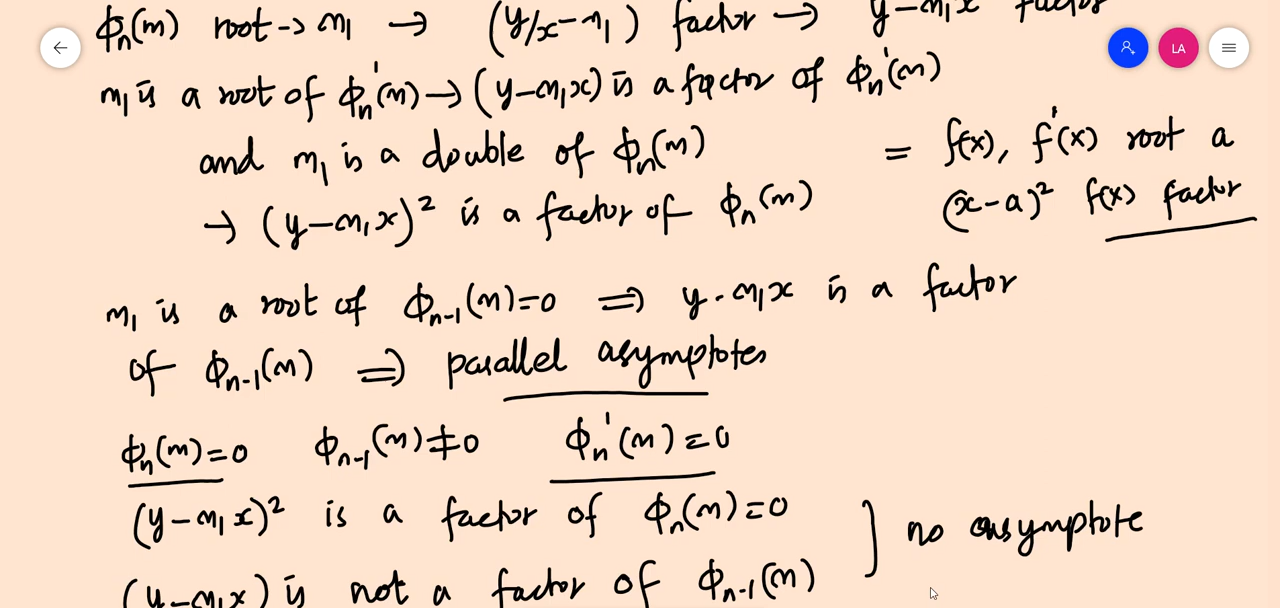 ϕₙ(m) root -> m₁ → (y/x - m₁) factor → y - m₁x factor
m₁ is a root of ϕₙ'(m) → (y - m₁x) is a factor of ϕₙ'(m)
and m₁ is a double of ϕₙ(m)
= f(x), f'(x) root a
→ (y - m₁x)² is a factor of ϕₙ(m)
(x - a)² f(x) factor
m₁ is a root of ϕₙ₋₁(m) = 0 ⟹ y - m₁x is a factor
of ϕₙ₋₁(m) ⟹ parallel asymptotes
ϕₙ(m) = 0 ϕₙ₋₁(m) ≠ 0 ϕₙ'(m) = 0
(y - m₁x)² is a factor of ϕₙ(m) = 0
} no asymptote
(y - m₁x) is not a factor of ϕₙ₋₁(m)
LA